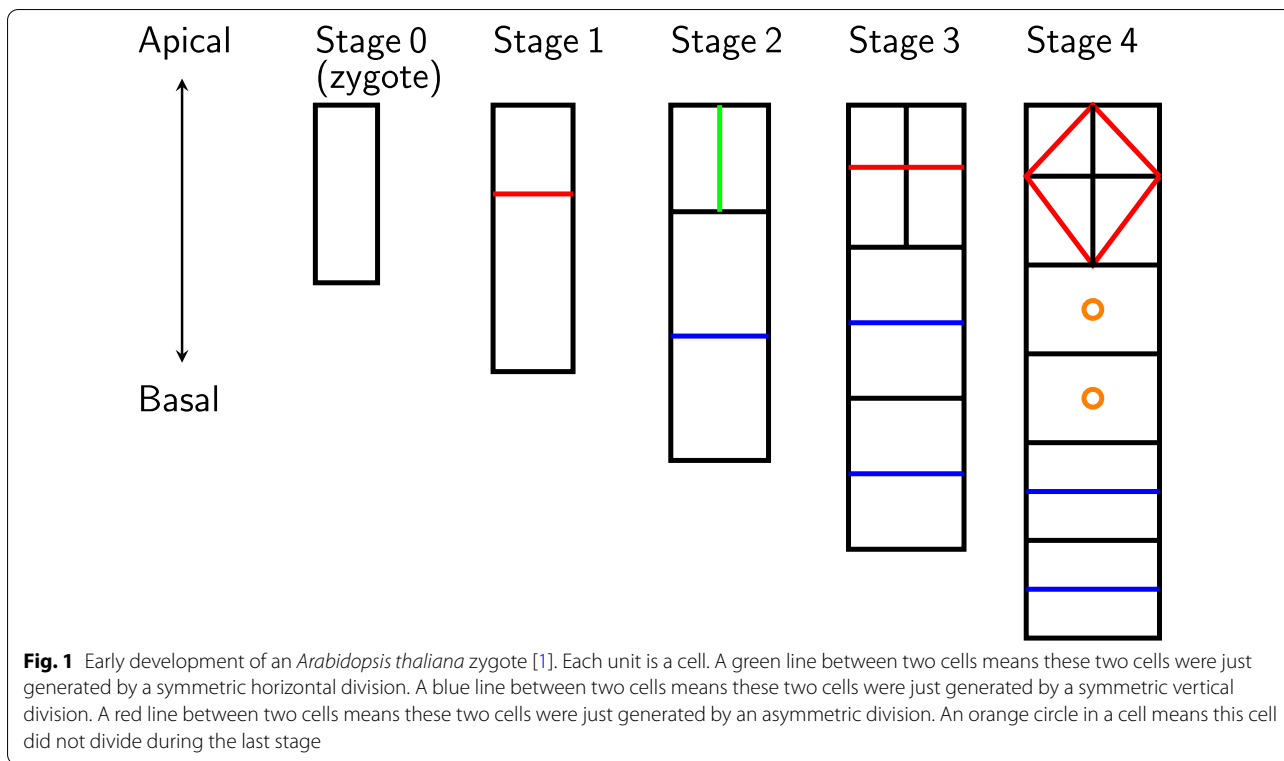 Apical
Stage 0
(zygote)
Stage 1
Stage 2
Stage 3
Stage 4
Basal
Fig. 1 Early development of an Arabidopsis thaliana zygote [1]. Each unit is a cell. A green line between two cells means these two cells were just
generated by a symmetric horizontal division. A blue line between two cells means these two cells were just generated by a symmetric vertical
division. A red line between two cells means these two cells were just generated by an asymmetric division. An orange circle in a cell means this cell
did not divide during the last stage